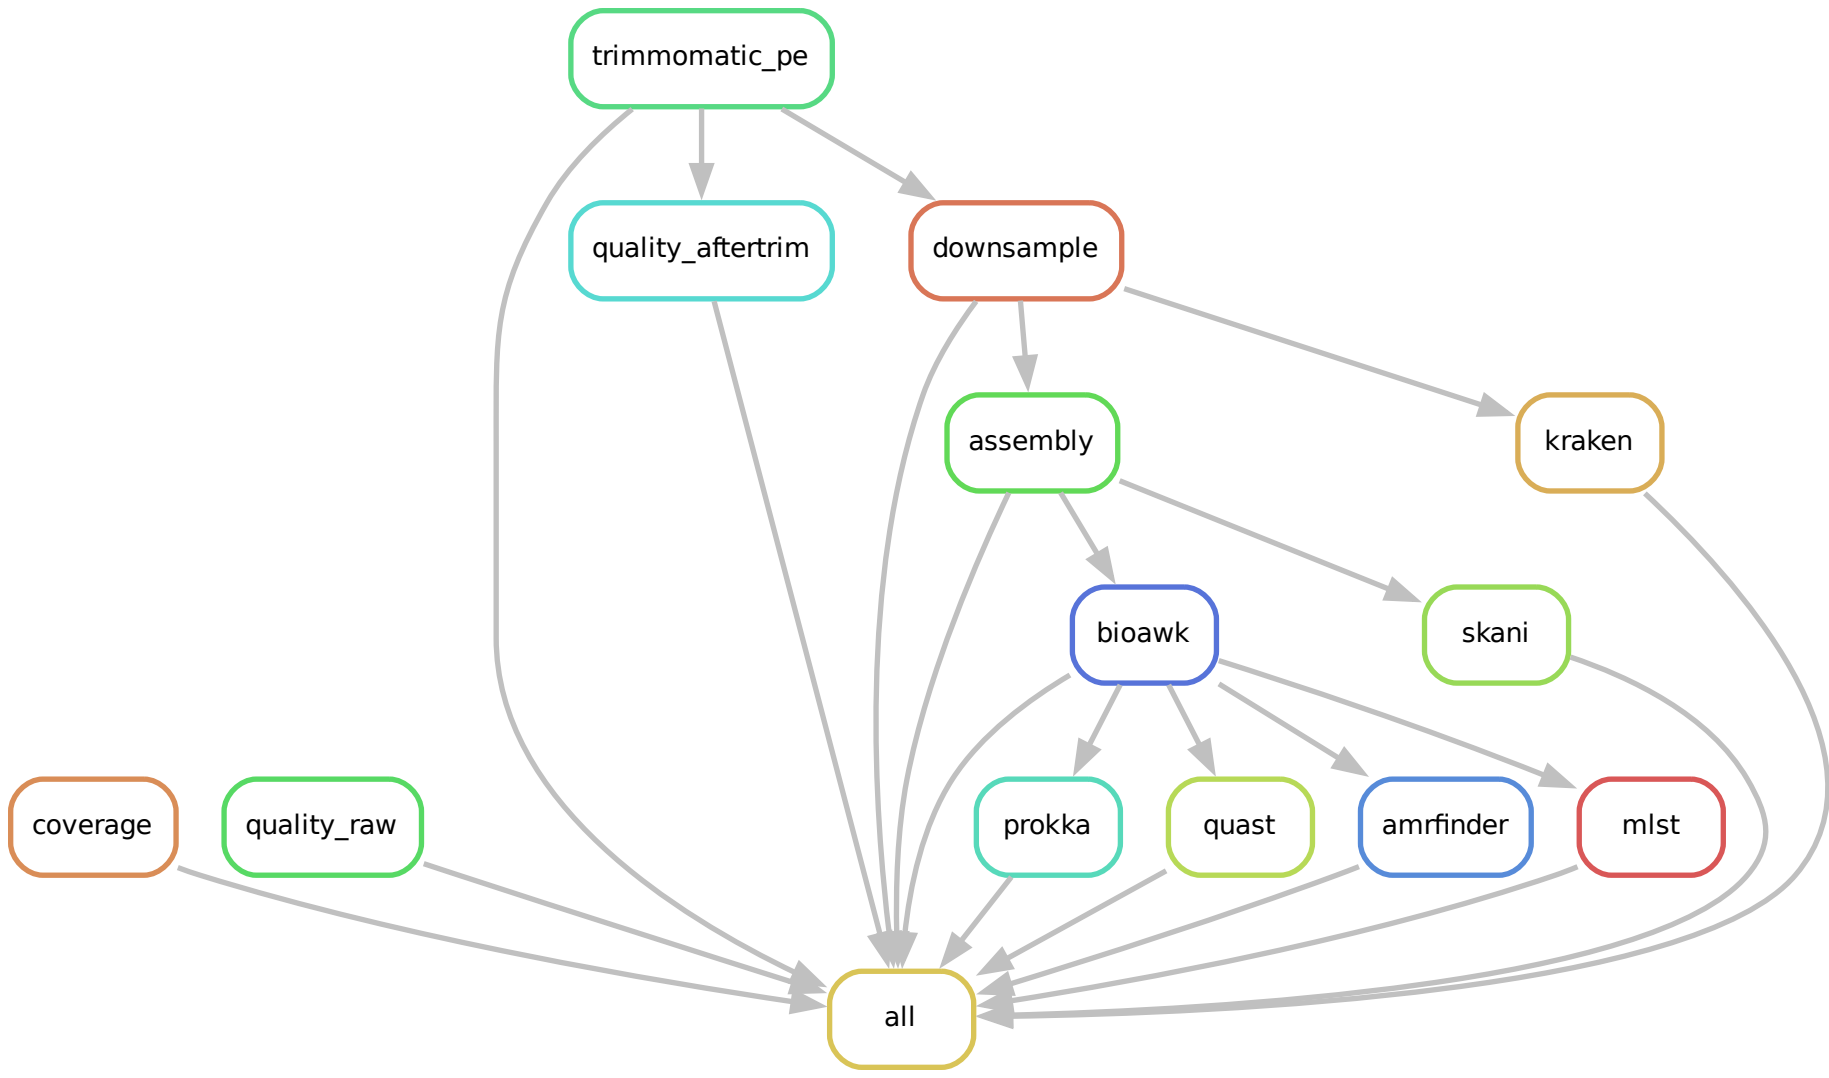 trimmomatic_pe
quality_aftertrim
downsample
assembly
kraken
bioawk
skani
coverage
quality_raw
prokka
quast
amrfinder
mlst
all